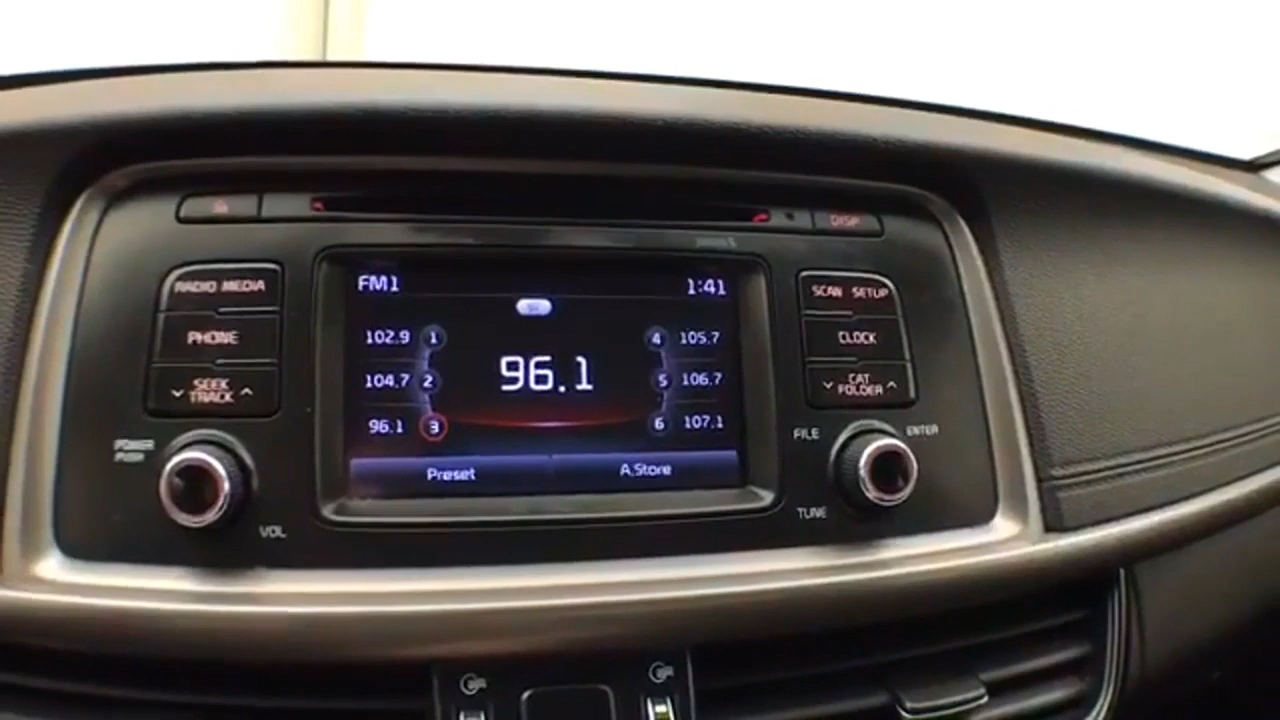 DISP
RADIO MEDIA
PHONE
SEEK
TRACK
POWER
PUSH
VOL
FM1 1:41
102.9 1
104.7 2
96.1 3
96.1
4 105.7
5 106.7
6 107.1
Preset A.Store
SCAN SETUP
CLOCK
CAT
FOLDER
FILE ENTER
TUNE